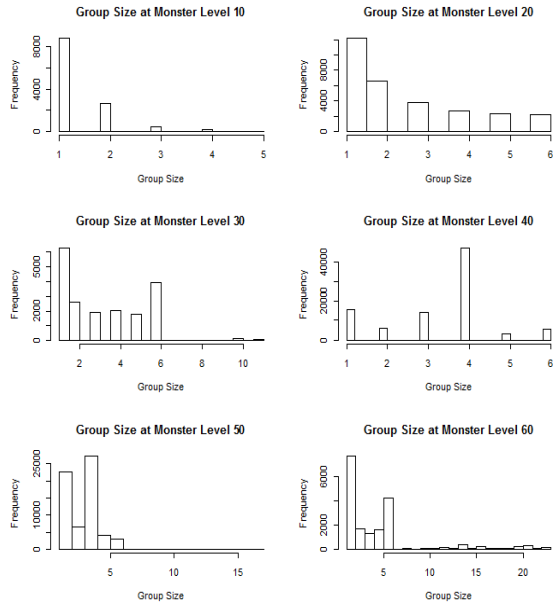 Group Size at Monster Level 10
Frequency
0
4000
8000
1 2 3 4 5
Group Size
Group Size at Monster Level 20
Frequency
0
4000
8000
1 2 3 4 5 6
Group Size
Group Size at Monster Level 30
Frequency
0
2000
5000
2 4 6 8 10
Group Size
Group Size at Monster Level 40
Frequency
0
20000
40000
1 2 3 4 5 6
Group Size
Group Size at Monster Level 50
Frequency
0
10000
25000
5 10 15
Group Size
Group Size at Monster Level 60
Frequency
0
2000
6000
5 10 15 20
Group Size